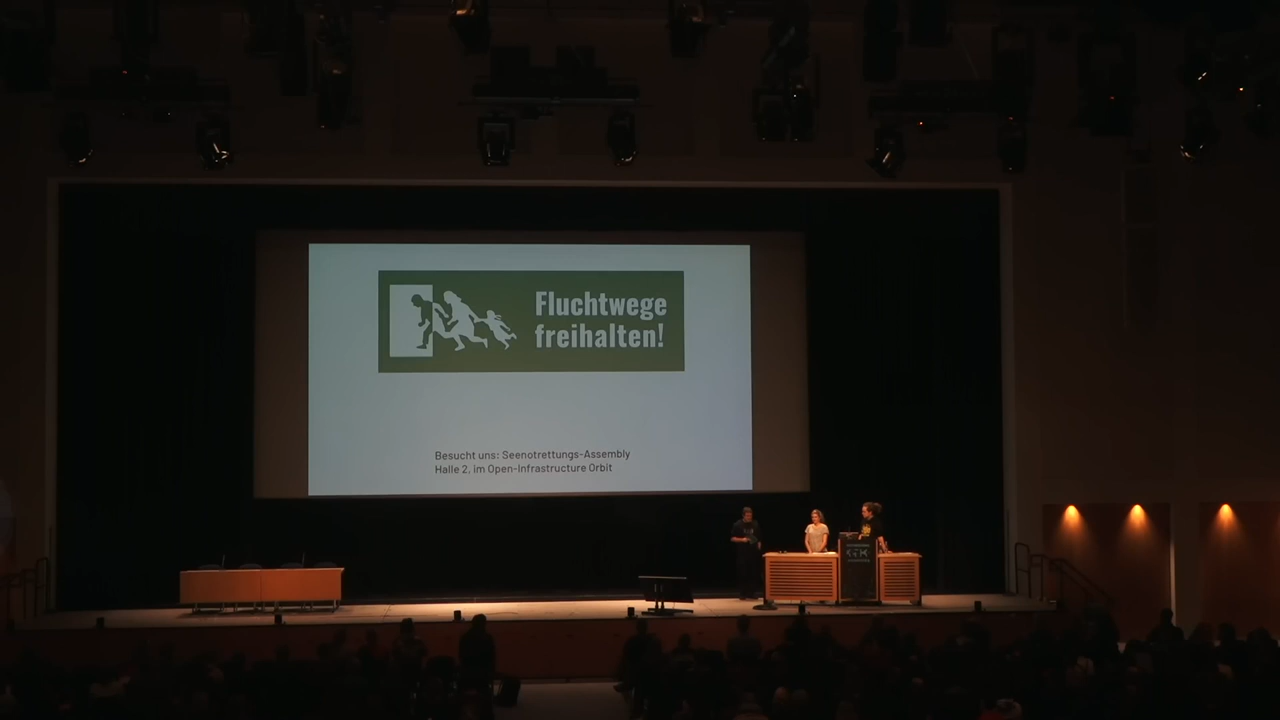 Fluchtwege
freihalten!
Besucht uns: Seenotrettungs-Assembly
Halle 2, im Open-Infrastructure Orbit